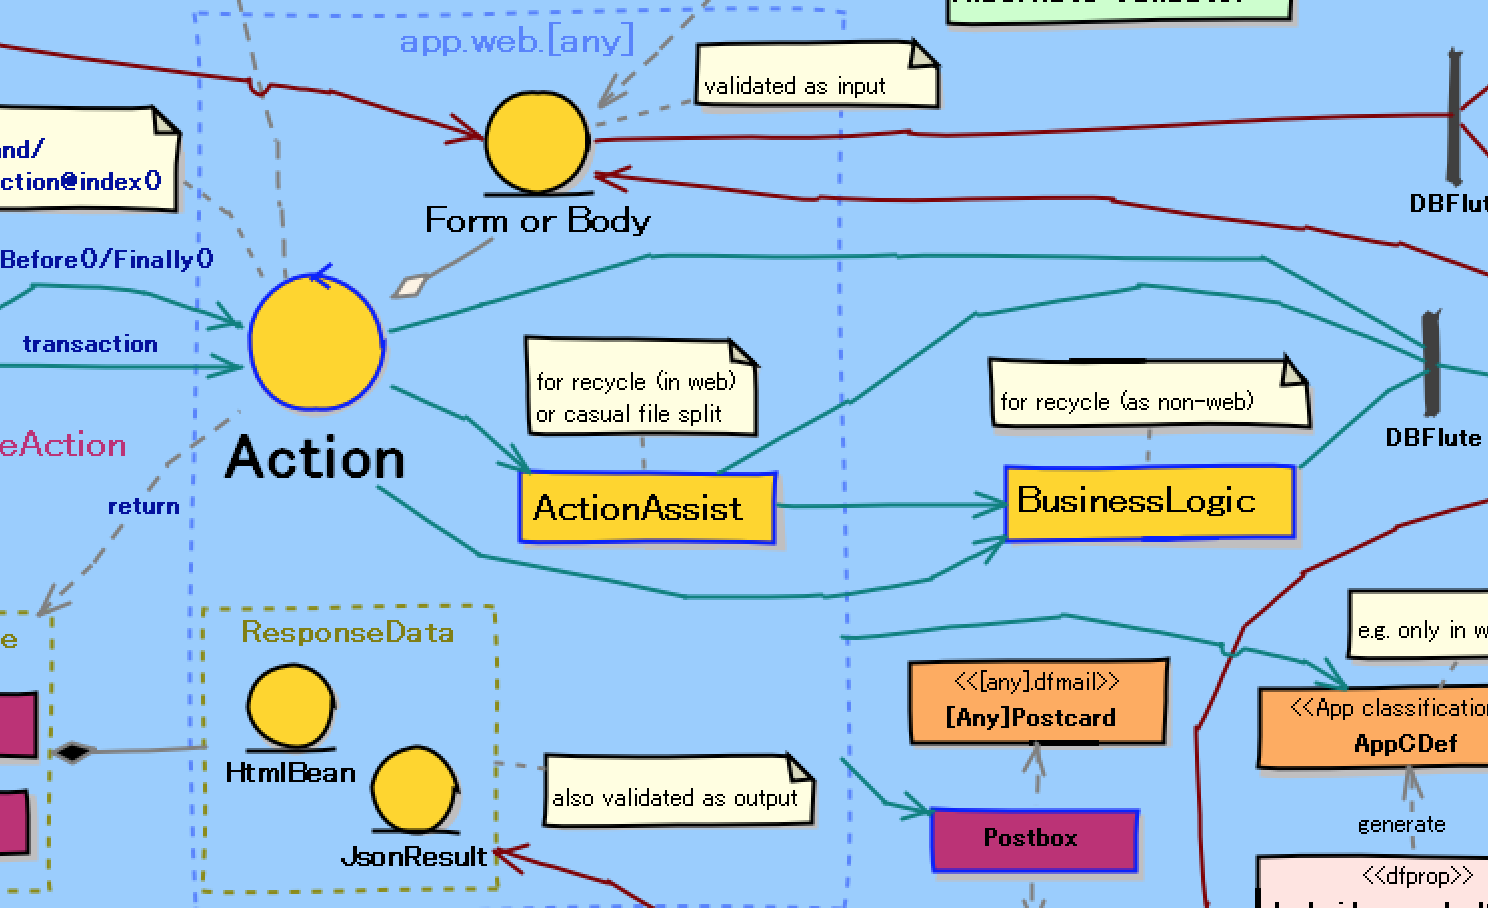 app.web.[any]
validated as input
and/
ction@index()
Form or Body
DBFlut
Before()/Finally()
transaction
for recycle (in web)
or casual file split
for recycle (as non-web)
DBFlute
eAction
Action
return
ActionAssist
BusinessLogic
e
ResponseData
e.g. only in w
<<[any].dfmail>>
[Any]Postcard
<<App classificatio
AppCDef
HtmlBean
also validated as output
Postbox
generate
JsonResult
<<dfprop>>